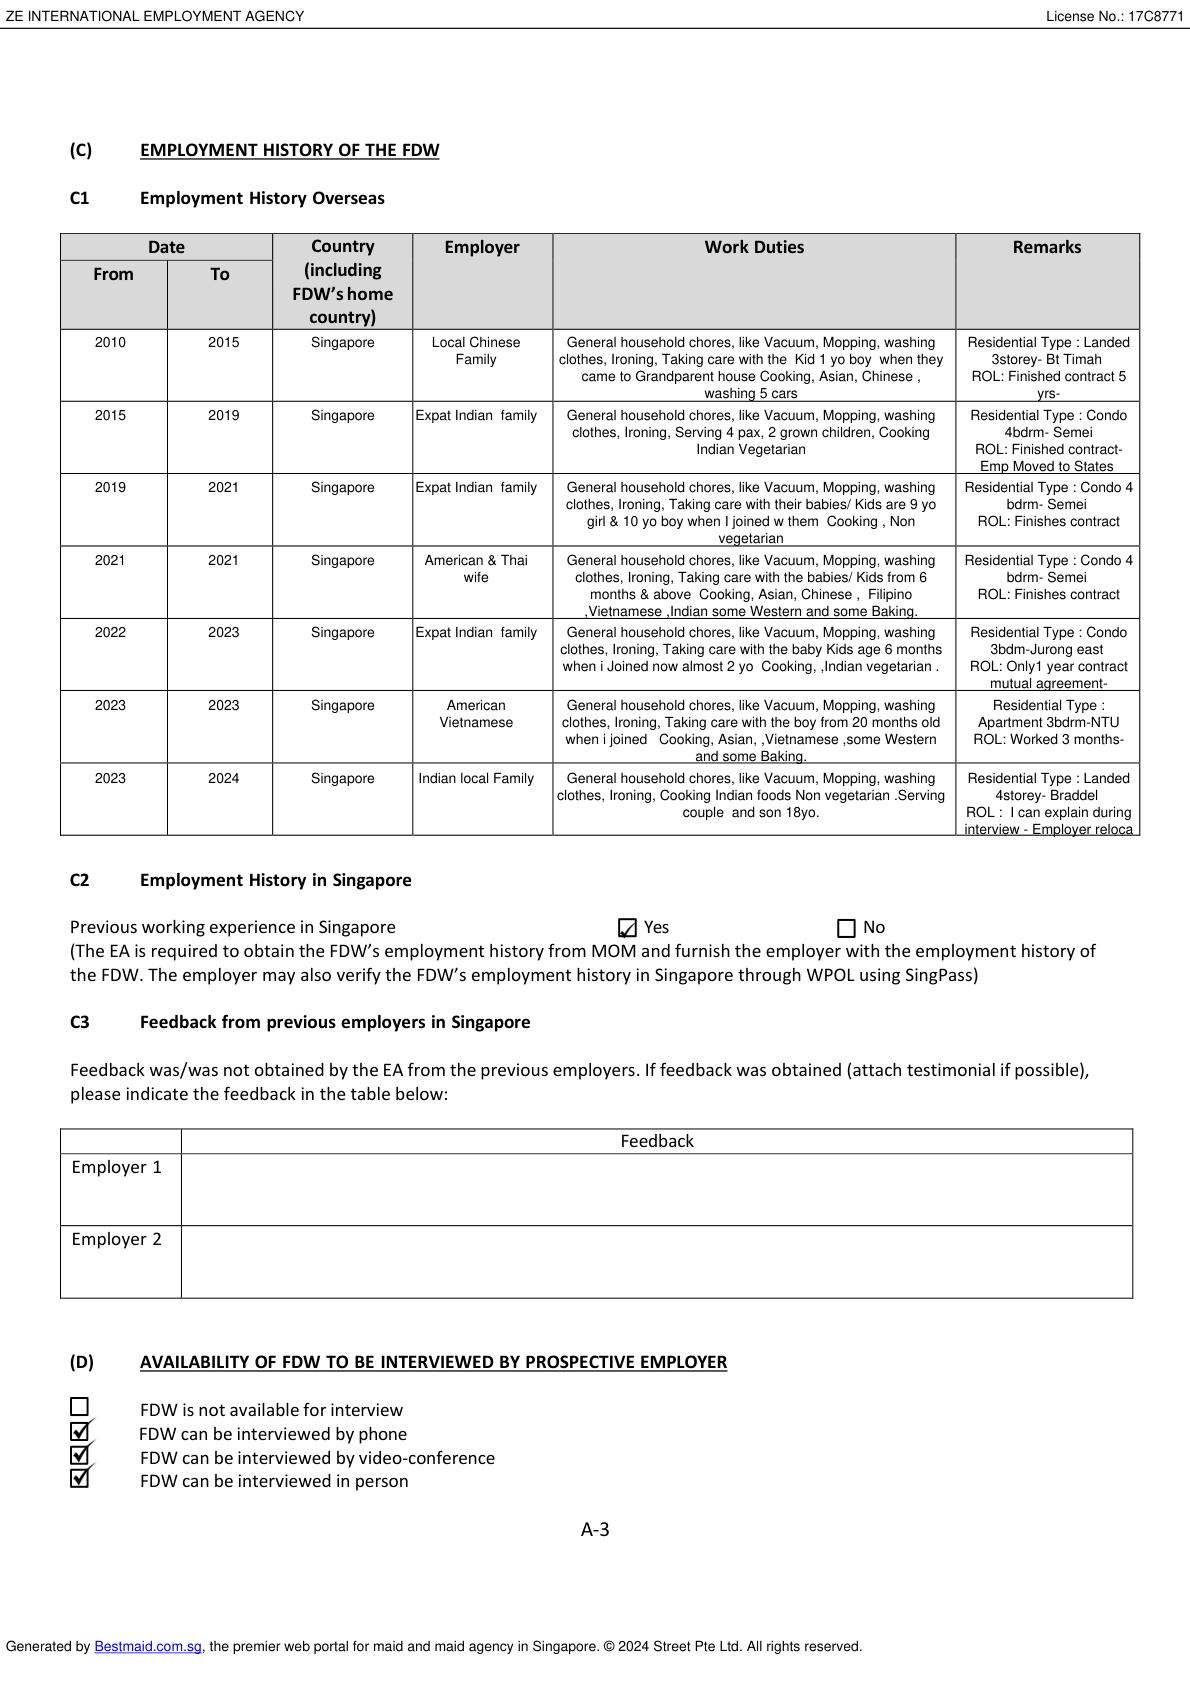 ZE INTERNATIONAL EMPLOYMENT AGENCY
License No.: 17C8771
(C) EMPLOYMENT HISTORY OF THE FDW
C1 Employment History Overseas
Date
From
To
Country
(including
FDW's home
country)
Employer
Work Duties
Remarks
2010
2015
Singapore
Local Chinese
Family
General household chores, like Vacuum, Mopping, washing
clothes, Ironing, Taking care with the Kid 1 yo boy when they
came to Grandparent house Cooking, Asian, Chinese ,
washing 5 cars
Residential Type : Landed
3storey- Bt Timah
ROL: Finished contract 5
yrs-
2015
2019
Singapore
Expat Indian family
General household chores, like Vacuum, Mopping, washing
clothes, Ironing, Serving 4 pax, 2 grown children, Cooking
Indian Vegetarian
Residential Type : Condo
4bdrm- Semei
ROL: Finished contract-
Emp Moved to States
2019
2021
Singapore
Expat Indian family
General household chores, like Vacuum, Mopping, washing
clothes, Ironing, Taking care with their babies/ Kids are 9 yo
girl & 10 yo boy when I joined w them Cooking , Non
vegetarian
Residential Type : Condo 4
bdrm- Semei
ROL: Finishes contract
2021
2021
Singapore
American & Thai
wife
General household chores, like Vacuum, Mopping, washing
clothes, Ironing, Taking care with the babies/ Kids from 6
months & above Cooking, Asian, Chinese , Filipino
,Vietnamese ,Indian some Western and some Baking.
Residential Type : Condo 4
bdrm- Semei
ROL: Finishes contract
2022
2023
Singapore
Expat Indian family
General household chores, like Vacuum, Mopping, washing
clothes, Ironing, Taking care with the baby Kids age 6 months
when i Joined now almost 2 yo Cooking, ,Indian vegetarian .
Residential Type : Condo
3bdm-Jurong east
ROL: Only1 year contract
mutual agreement-
2023
2023
Singapore
American
Vietnamese
General household chores, like Vacuum, Mopping, washing
clothes, Ironing, Taking care with the boy from 20 months old
when i joined Cooking, Asian, ,Vietnamese ,some Western
and some Baking.
Residential Type :
Apartment 3bdrm-NTU
ROL: Worked 3 months-
2023
2024
Singapore
Indian local Family
General household chores, like Vacuum, Mopping, washing
clothes, Ironing, Cooking Indian foods Non vegetarian .Serving
couple and son 18yo.
Residential Type : Landed
4storey- Braddel
ROL : I can explain during
interview - Employer reloca
C2 Employment History in Singapore
Previous working experience in Singapore Yes No
(The EA is required to obtain the FDW's employment history from MOM and furnish the employer with the employment history of
the FDW. The employer may also verify the FDW's employment history in Singapore through WPOL using SingPass)
C3 Feedback from previous employers in Singapore
Feedback was/was not obtained by the EA from the previous employers. If feedback was obtained (attach testimonial if possible),
please indicate the feedback in the table below:
Feedback
Employer 1
Employer 2
(D) AVAILABILITY OF FDW TO BE INTERVIEWED BY PROSPECTIVE EMPLOYER
FDW is not available for interview
FDW can be interviewed by phone
FDW can be interviewed by video-conference
FDW can be interviewed in person
A-3
Generated by Bestmaid.com.sg, the premier web portal for maid and maid agency in Singapore. © 2024 Street Pte Ltd. All rights reserved.